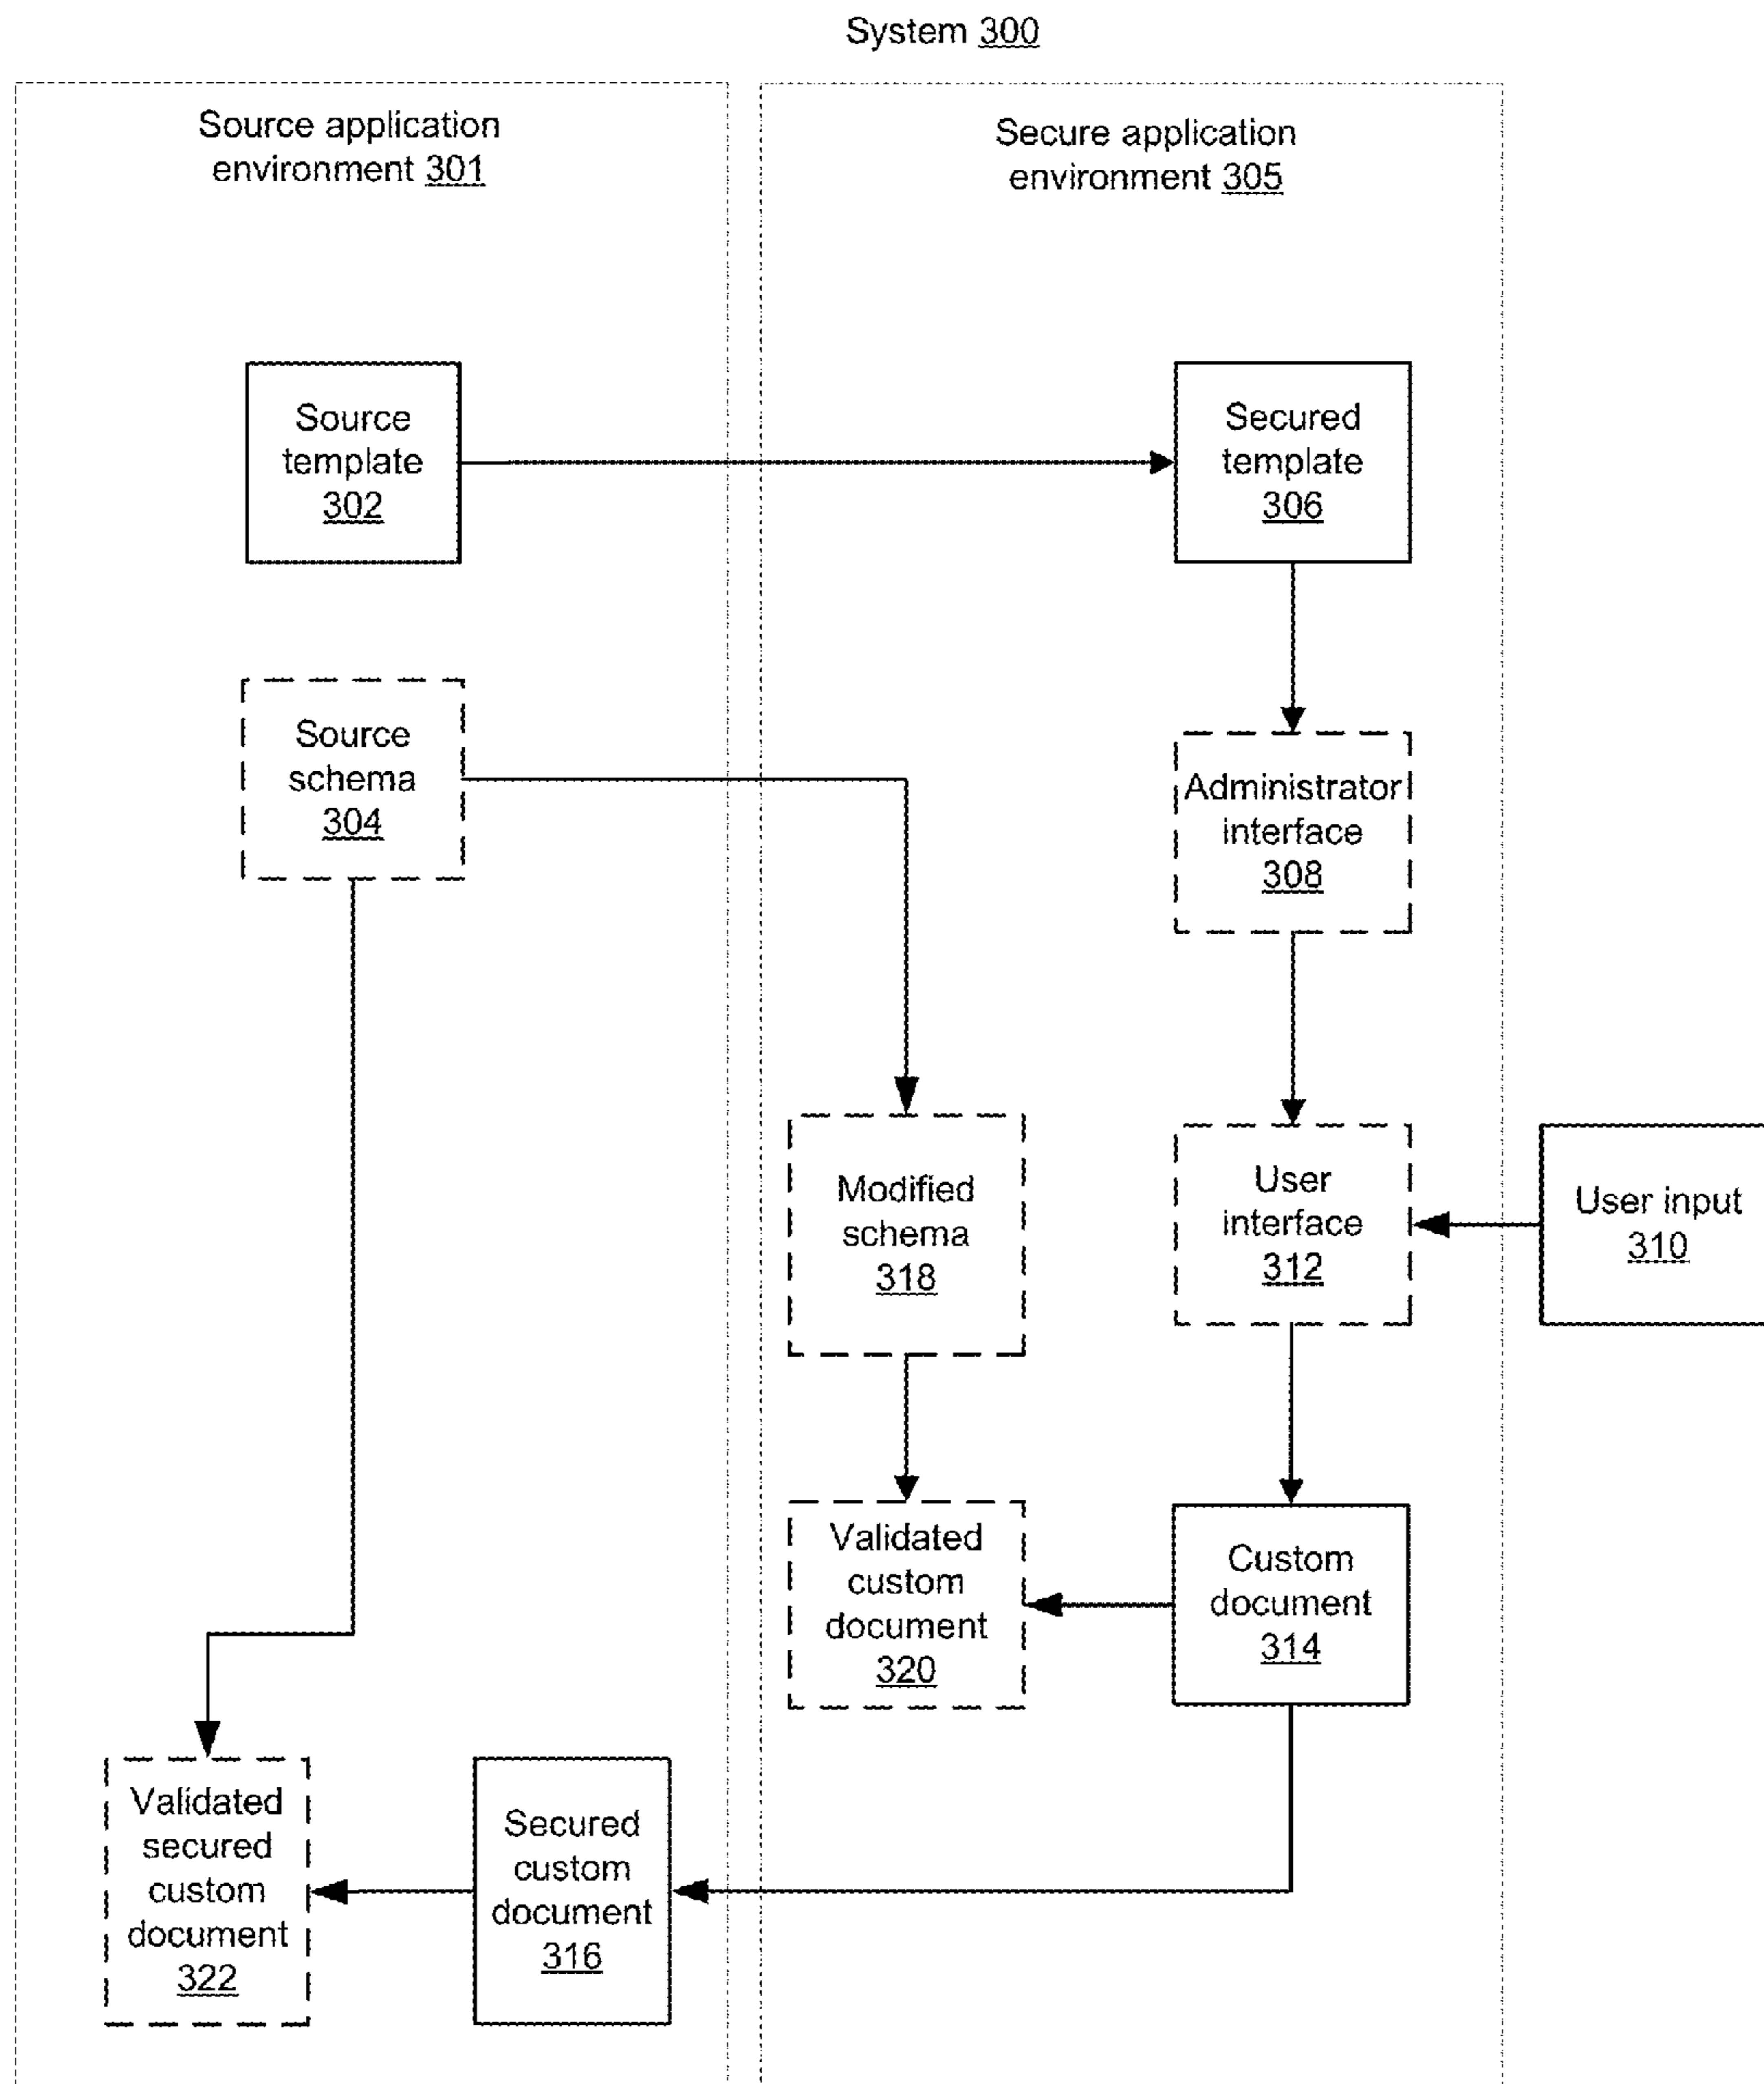 System 300
Source application
environment 301
Secure application
environment 305
Source
template
302
Secured
template
306
Source
schema
304
Administrator
interface
308
Modified
schema
318
User
interface
312
User input
310
Validated
custom
document
320
Custom
document
314
Validated
secured
custom
document
322
Secured
custom
document
316